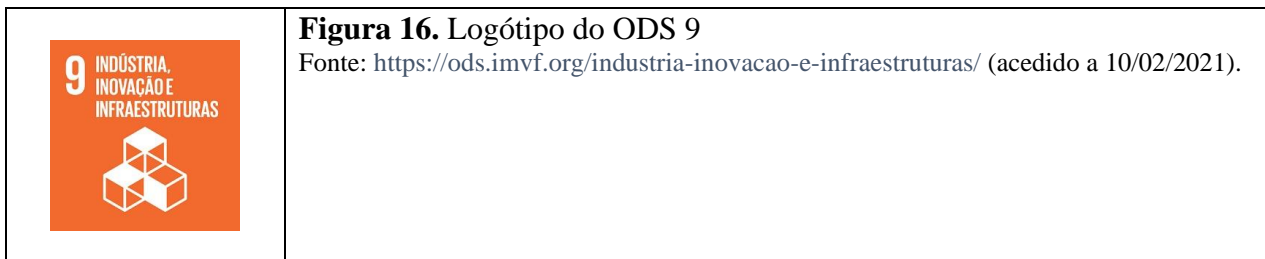 9 INDÚSTRIA,
INOVAÇÃO E
INFRAESTRUTURAS
Figura 16. Logótipo do ODS 9
Fonte: https://ods.imvf.org/industria-inovacao-e-infraestruturas/ (acedido a 10/02/2021).